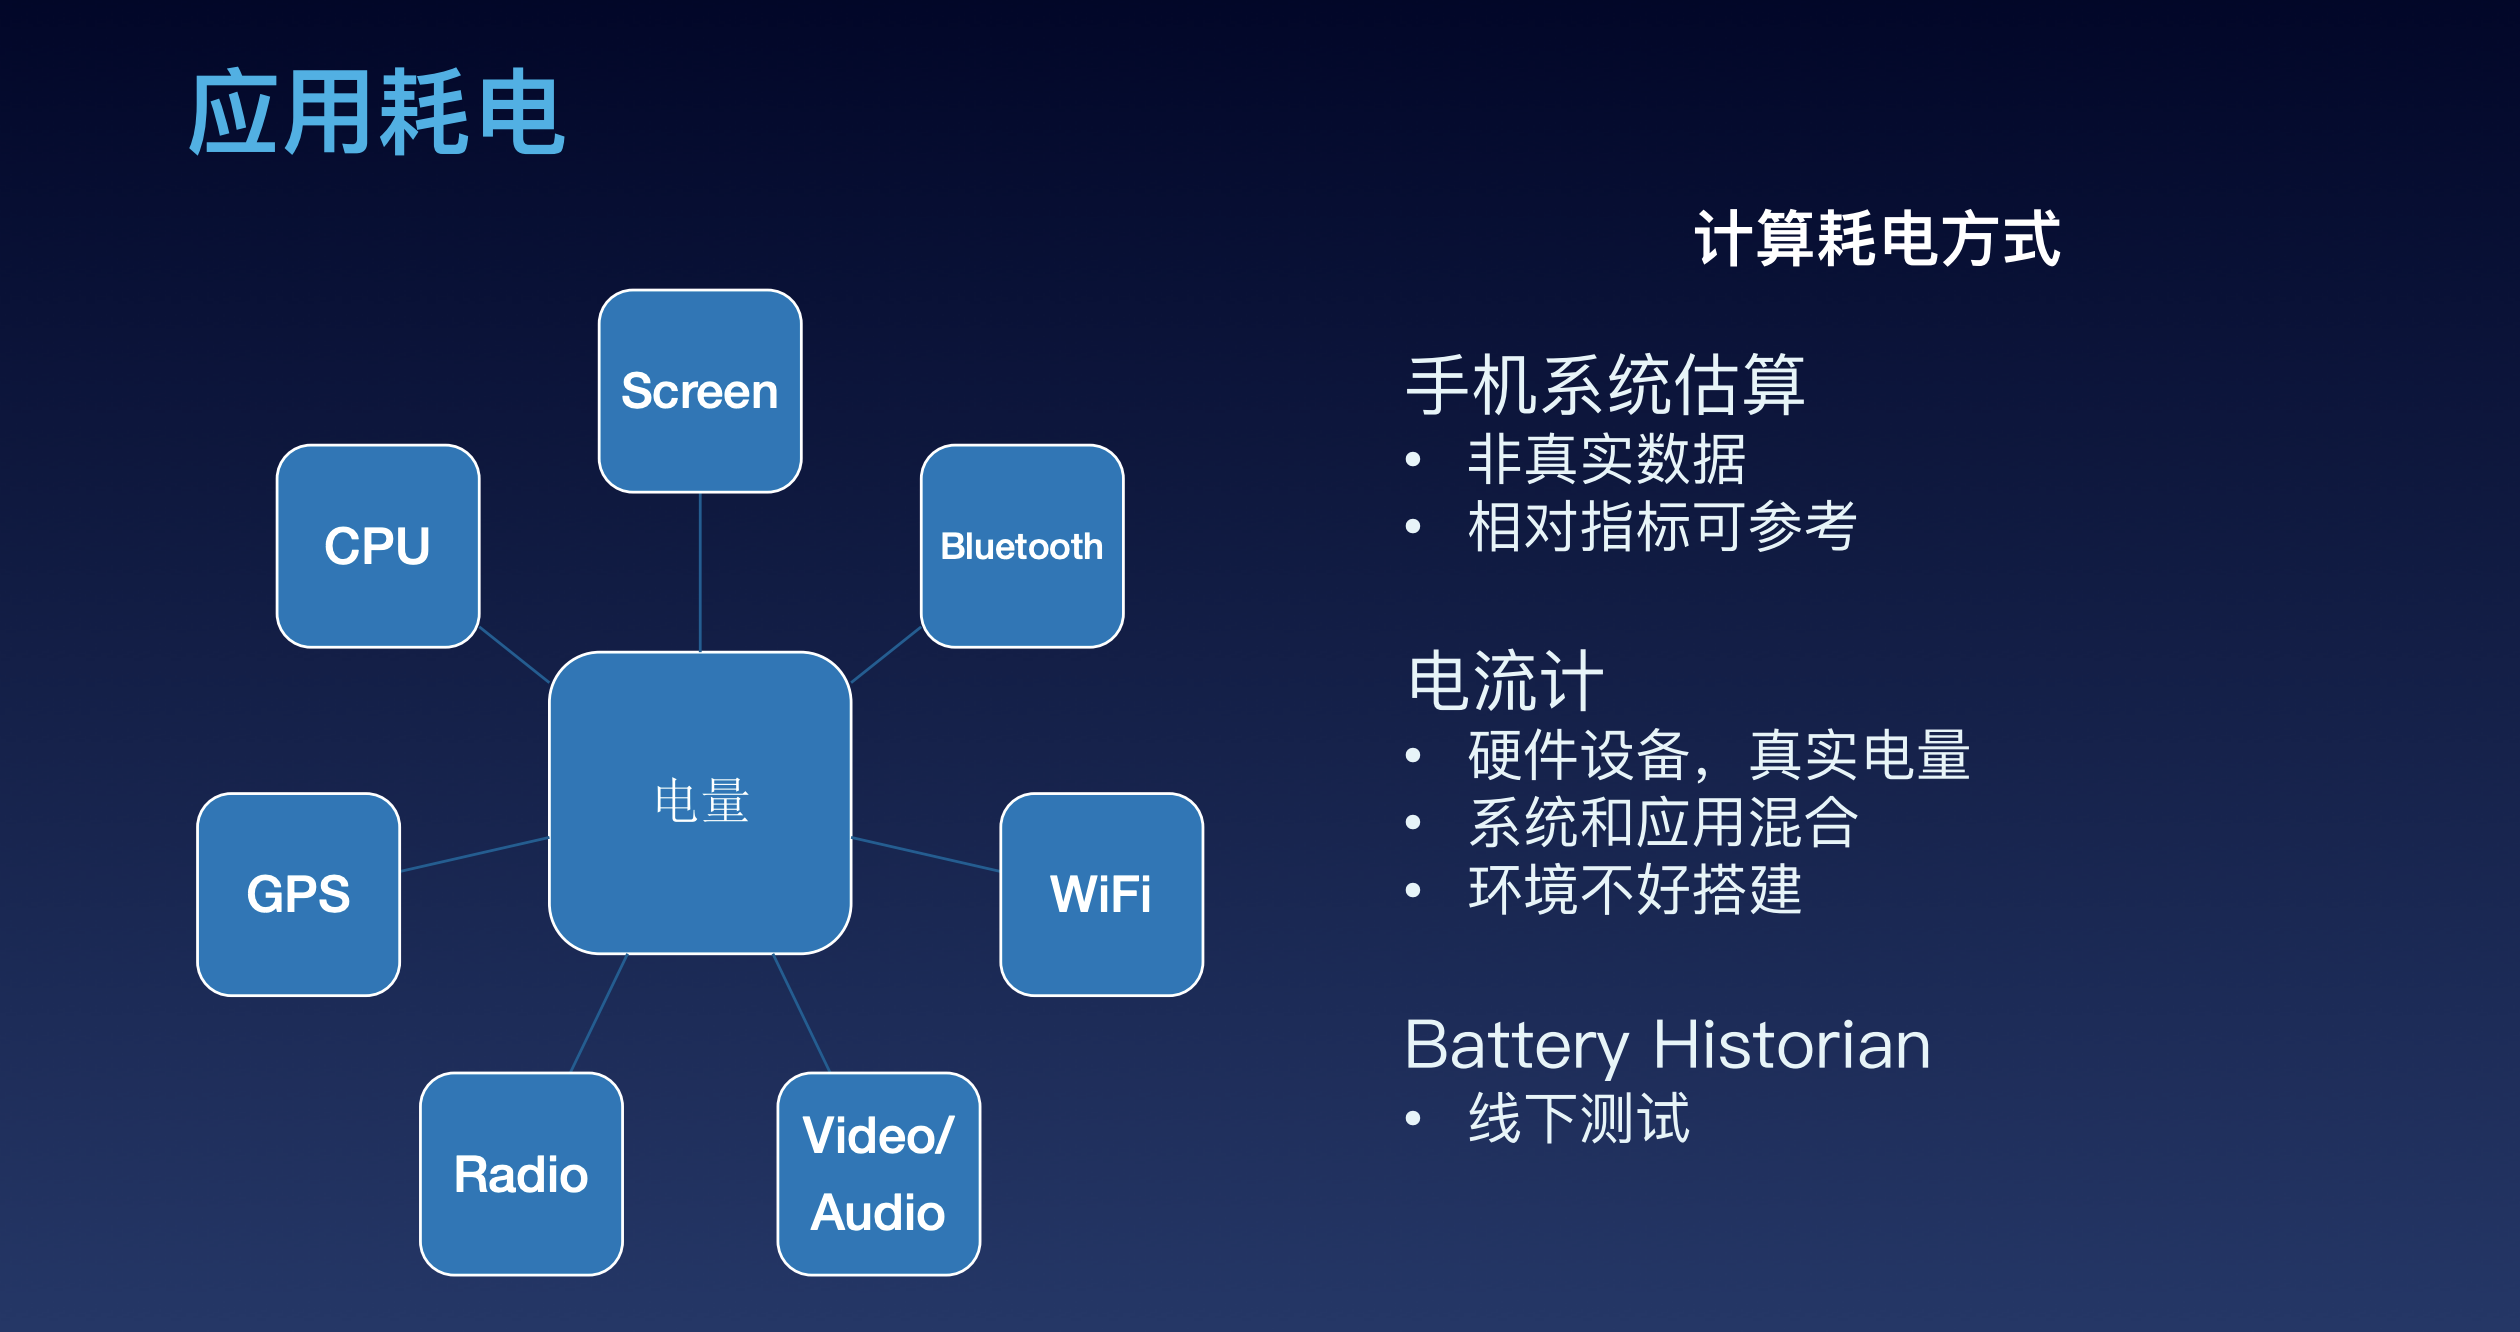 应用耗电
Screen
CPU
Bluetooth
电量
GPS
WiFi
Radio
Video/
Audio
计算耗电方式
手机系统估算
• 非真实数据
• 相对指标可参考
电流计
• 硬件设备，真实电量
• 系统和应用混合
• 环境不好搭建
Battery Historian
• 线下测试